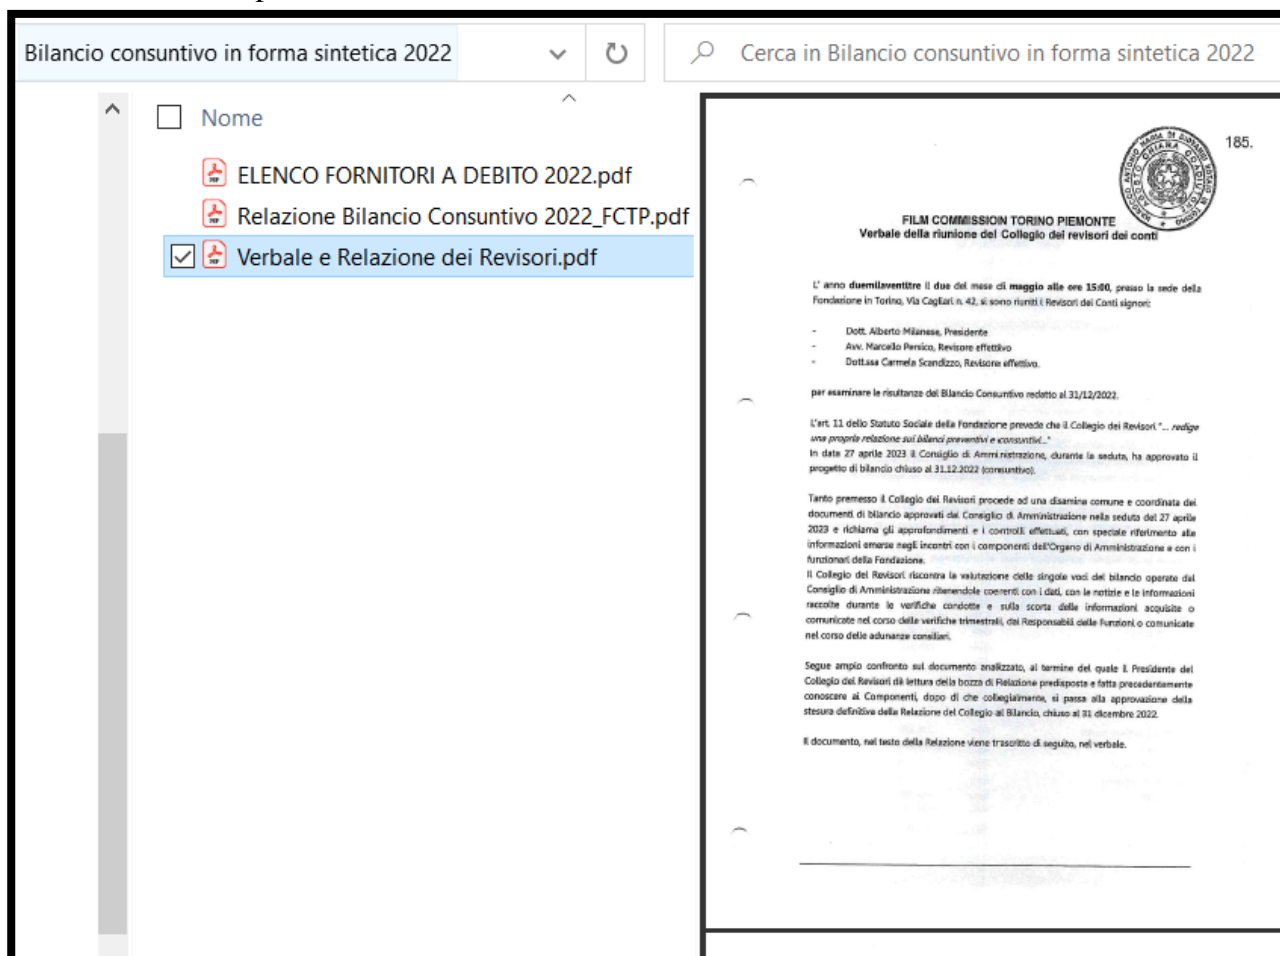 Bilancio consuntivo in forma sintetica 2022
Cerca in Bilancio consuntivo in forma sintetica 2022
Nome
ELENCO FORNITORI A DEBITO 2022.pdf
Relazione Bilancio Consuntivo 2022_FCTP.pdf
Verbale e Relazione dei Revisori.pdf
185.
FILM COMMISSION TORINO PIEMONTE
Verbale della riunione del Collegio dei revisori dei conti
L' anno duemilaventitre il due del mese di maggio alle ore 15:00, presso la sede della
Fondazione in Torino, Via Cagliari n. 42, si sono riuniti i Revisori dei Conti signori:
- Dott. Alberto Milanese, Presidente
- Avv. Marcello Persico, Revisore effettivo
- Dott.ssa Carmela Scandizzo, Revisore effettivo.
per esaminare le risultanze del Bilancio Consuntivo redatto al 31/12/2022.
L'art. 11 dello Statuto Sociale della Fondazione prevede che il Collegio dei Revisori "... redige
una propria relazione sui bilanci preventivi e consuntivi..."
In data 27 aprile 2023 il Consiglio di Amministrazione, durante la seduta, ha approvato il
progetto di bilancio chiuso al 31.12.2022 (consuntivo).
Tanto premesso il Collegio dei Revisori procede ad una disamina comune e coordinata dei
documenti di bilancio approvati dal Consiglio di Amministrazione nella seduta del 27 aprile
2023 e richiama gli approfondimenti e i controlli effettuati, con speciale riferimento alle
informazioni emerse negli incontri con i componenti dell'Organo di Amministrazione e con i
funzionari della Fondazione.
Il Collegio dei Revisori riscontra la valutazione delle singole voci del bilancio operate dal
Consiglio di Amministrazione ritenendole coerenti con i dati, con le notizie e le informazioni
raccolte durante le verifiche condotte e sulla scorta delle informazioni acquisite o
comunicate nel corso delle verifiche trimestrali, dai Responsabili delle Funzioni o comunicate
nel corso delle adunanze consiliari.
Segue ampio confronto sul documento analizzato, al termine del quale il Presidente del
Collegio dei Revisori dà lettura della bozza di Relazione predisposta e fatta precedentemente
conoscere ai Componenti, dopo di che collegialmente, si passa alla approvazione della
stesura definitiva della Relazione del Collegio al Bilancio, chiuso al 31 dicembre 2022.
Il documento, nel testo della Relazione viene trascritto di seguito, nel verbale.